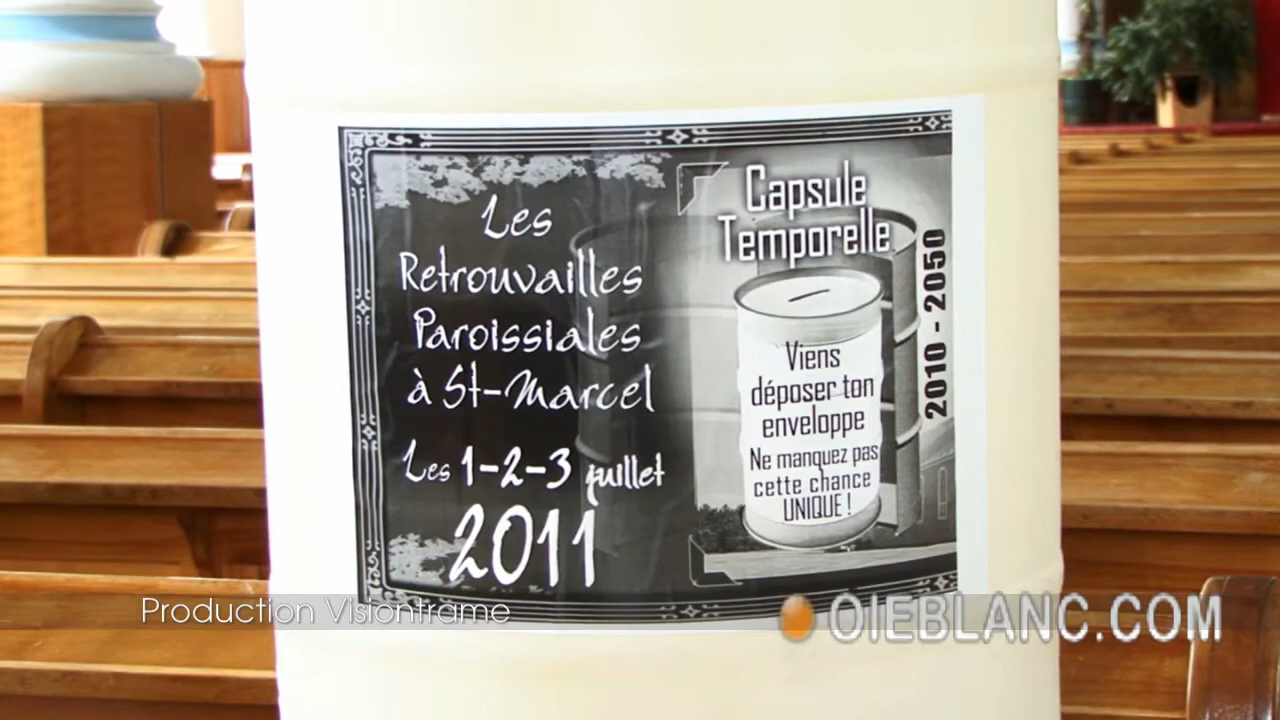 Les
Retrouvailles
Paroissiales
à St-Marcel
Les 1-2-3 juillet
2011
Capsule
Temporelle
2010 - 2050
Viens
déposer ton
enveloppe
Ne manquez pas
cette chance
UNIQUE !
Production Visiontrame
OIEBLANC.COM